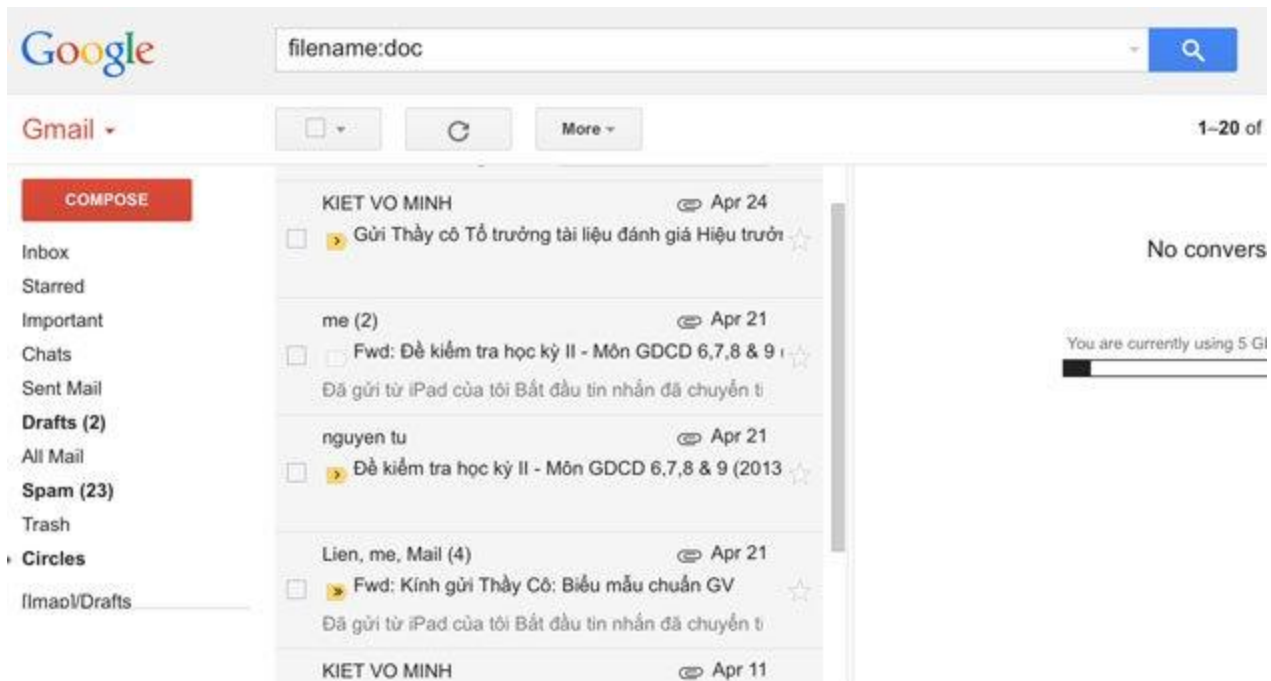 Google
filename:doc
Gmail
More
1–20 of
COMPOSE
Inbox
Starred
Important
Chats
Sent Mail
Drafts (2)
All Mail
Spam (23)
Trash
Circles
[Imap]/Drafts
KIET VO MINH Apr 24
Gửi Thầy cô Tổ trưởng tài liệu đánh giá Hiệu trưởn
me (2) Apr 21
Fwd: Đề kiểm tra học kỳ II - Môn GDCD 6,7,8 & 9 (
Đã gửi từ iPad của tôi Bắt đầu tin nhắn đã chuyển ti
nguyen tu Apr 21
Đề kiểm tra học kỳ II - Môn GDCD 6,7,8 & 9 (2013
Lien, me, Mail (4) Apr 21
Fwd: Kính gửi Thầy Cô: Biểu mẫu chuẩn GV
Đã gửi từ iPad của tôi Bắt đầu tin nhắn đã chuyển ti
KIET VO MINH Apr 11
No convers
You are currently using 5 G